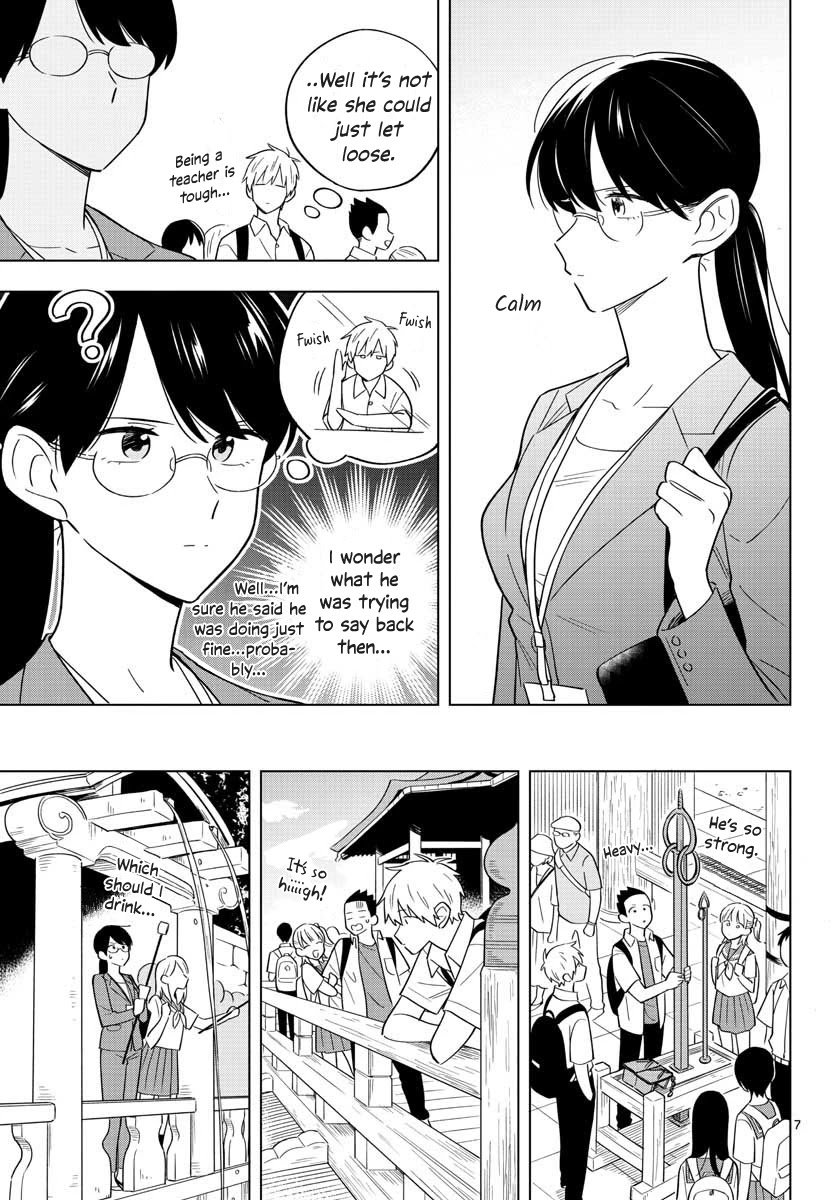 Calm
..Well it's not
like she could
just let
loose.
Being a
teacher is
tough...
?
Fwish
Fwish
I wonder
what he
was trying
to say back
then...
Well...I'm
sure he said he
was doing just
fine...proba-
bly...
He's so
strong.
Heavy...
It's so
hiiiigh!
Which
should I
drink...
7